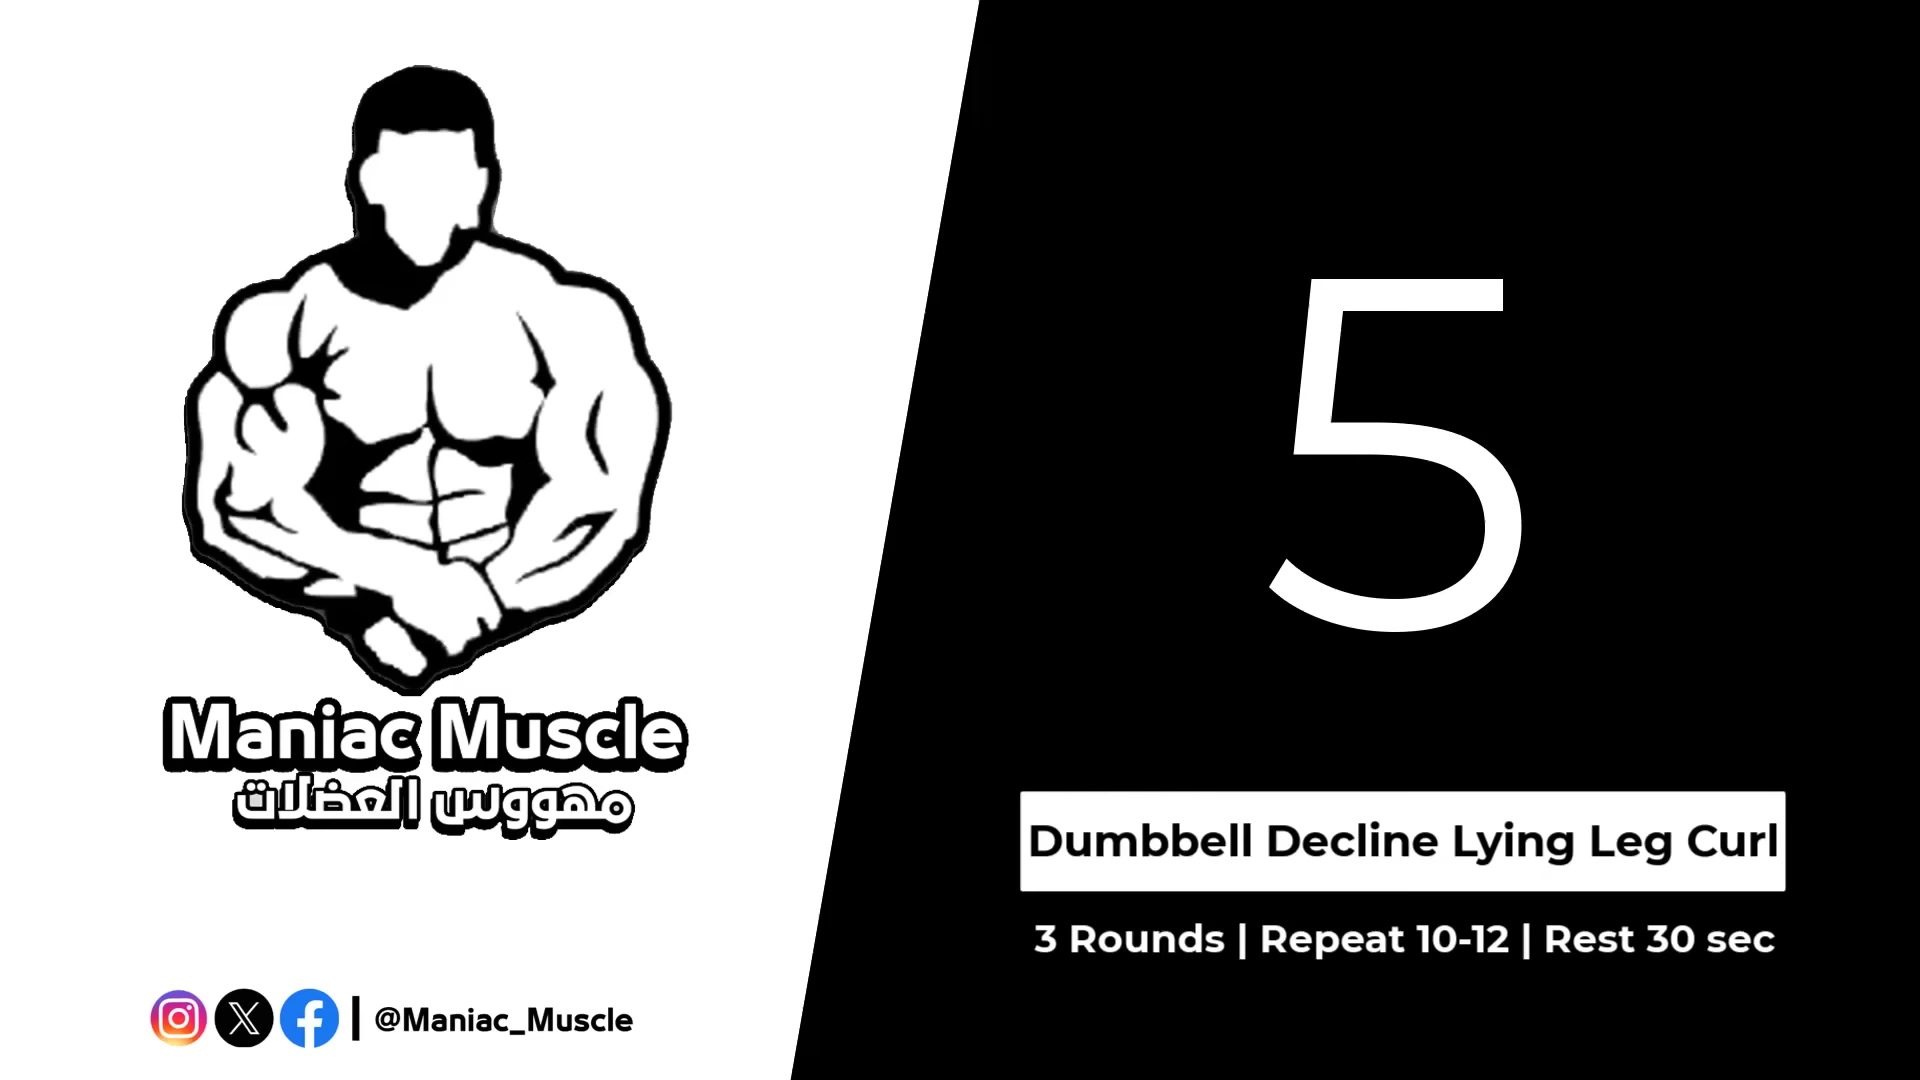 Maniac Muscle
مهووس العضلات
@Maniac_Muscle
5
Dumbbell Decline Lying Leg Curl
3 Rounds | Repeat 10-12 | Rest 30 sec